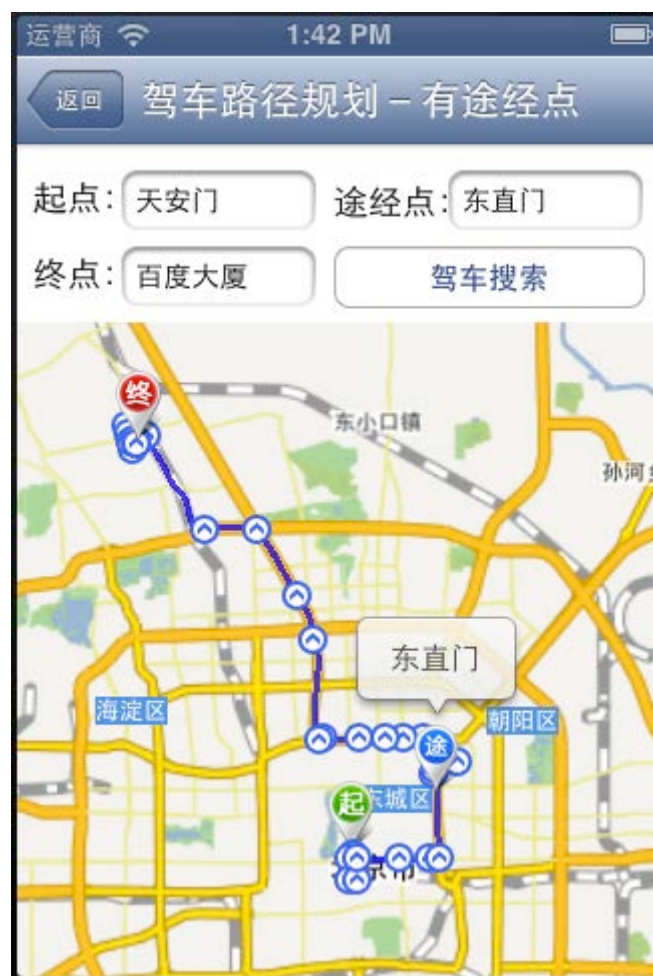 运营商 1:42 PM
返回 驾车路径规划 – 有途经点
起点: 天安门 途经点: 东直门
终点: 百度大厦 驾车搜索
终
东小口镇
孙河
东直门
海淀区
朝阳区
途
起
东城区
京市